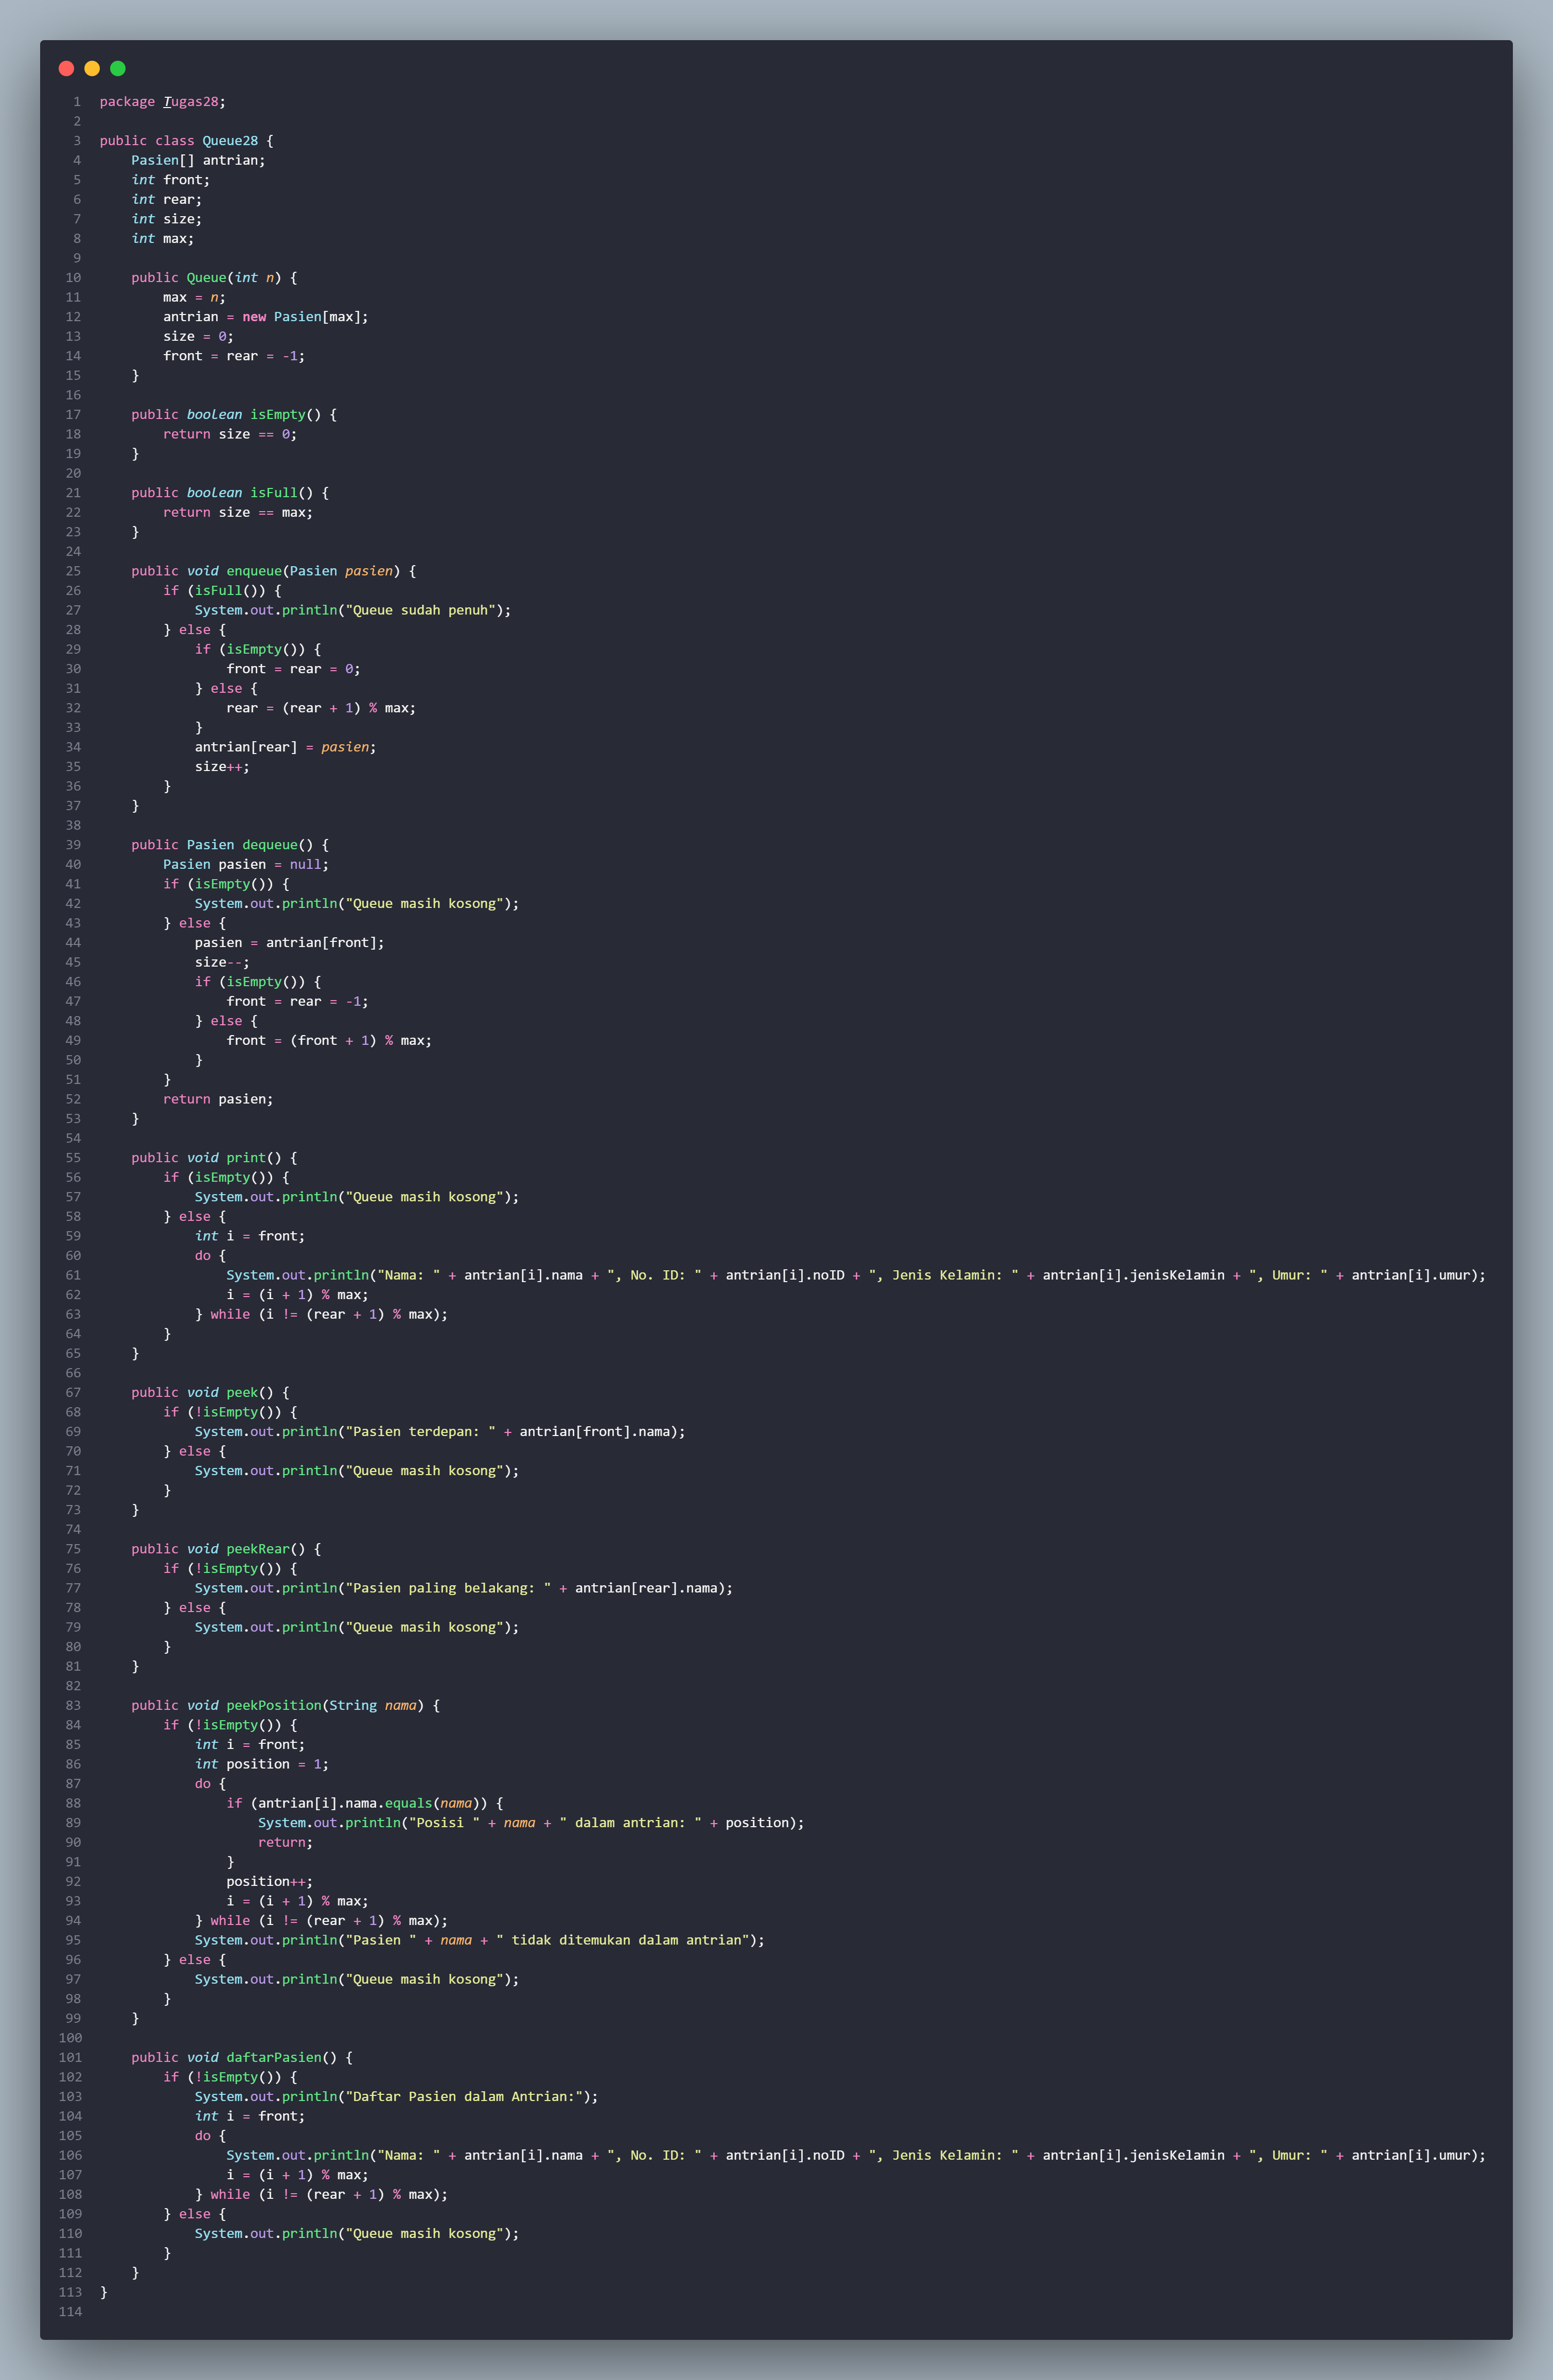 1 package Tugas28;
2
3 public class Queue28 {
4     Pasien[] antrian;
5     int front;
6     int rear;
7     int size;
8     int max;
9
10     public Queue(int n) {
11         max = n;
12         antrian = new Pasien[max];
13         size = 0;
14         front = rear = -1;
15     }
16
17     public boolean isEmpty() {
18         return size == 0;
19     }
20
21     public boolean isFull() {
22         return size == max;
23     }
24
25     public void enqueue(Pasien pasien) {
26         if (isFull()) {
27             System.out.println("Queue sudah penuh");
28         } else {
29             if (isEmpty()) {
30                 front = rear = 0;
31             } else {
32                 rear = (rear + 1) % max;
33             }
34             antrian[rear] = pasien;
35             size++;
36         }
37     }
38
39     public Pasien dequeue() {
40         Pasien pasien = null;
41         if (isEmpty()) {
42             System.out.println("Queue masih kosong");
43         } else {
44             pasien = antrian[front];
45             size--;
46             if (isEmpty()) {
47                 front = rear = -1;
48             } else {
49                 front = (front + 1) % max;
50             }
51         }
52         return pasien;
53     }
54
55     public void print() {
56         if (isEmpty()) {
57             System.out.println("Queue masih kosong");
58         } else {
59             int i = front;
60             do {
61                 System.out.println("Nama: " + antrian[i].nama + ", No. ID: " + antrian[i].noID + ", Jenis Kelamin: " + antrian[i].jenisKelamin + ", Umur: " + antrian[i].umur);
62                 i = (i + 1) % max;
63             } while (i != (rear + 1) % max);
64         }
65     }
66
67     public void peek() {
68         if (!isEmpty()) {
69             System.out.println("Pasien terdepan: " + antrian[front].nama);
70         } else {
71             System.out.println("Queue masih kosong");
72         }
73     }
74
75     public void peekRear() {
76         if (!isEmpty()) {
77             System.out.println("Pasien paling belakang: " + antrian[rear].nama);
78         } else {
79             System.out.println("Queue masih kosong");
80         }
81     }
82
83     public void peekPosition(String nama) {
84         if (!isEmpty()) {
85             int i = front;
86             int position = 1;
87             do {
88                 if (antrian[i].nama.equals(nama)) {
89                     System.out.println("Posisi " + nama + " dalam antrian: " + position);
90                     return;
91                 }
92                 position++;
93                 i = (i + 1) % max;
94             } while (i != (rear + 1) % max);
95             System.out.println("Pasien " + nama + " tidak ditemukan dalam antrian");
96         } else {
97             System.out.println("Queue masih kosong");
98         }
99     }
100
101     public void daftarPasien() {
102         if (!isEmpty()) {
103             System.out.println("Daftar Pasien dalam Antrian:");
104             int i = front;
105             do {
106                 System.out.println("Nama: " + antrian[i].nama + ", No. ID: " + antrian[i].noID + ", Jenis Kelamin: " + antrian[i].jenisKelamin + ", Umur: " + antrian[i].umur);
107                 i = (i + 1) % max;
108             } while (i != (rear + 1) % max);
109         } else {
110             System.out.println("Queue masih kosong");
111         }
112     }
113 }
114